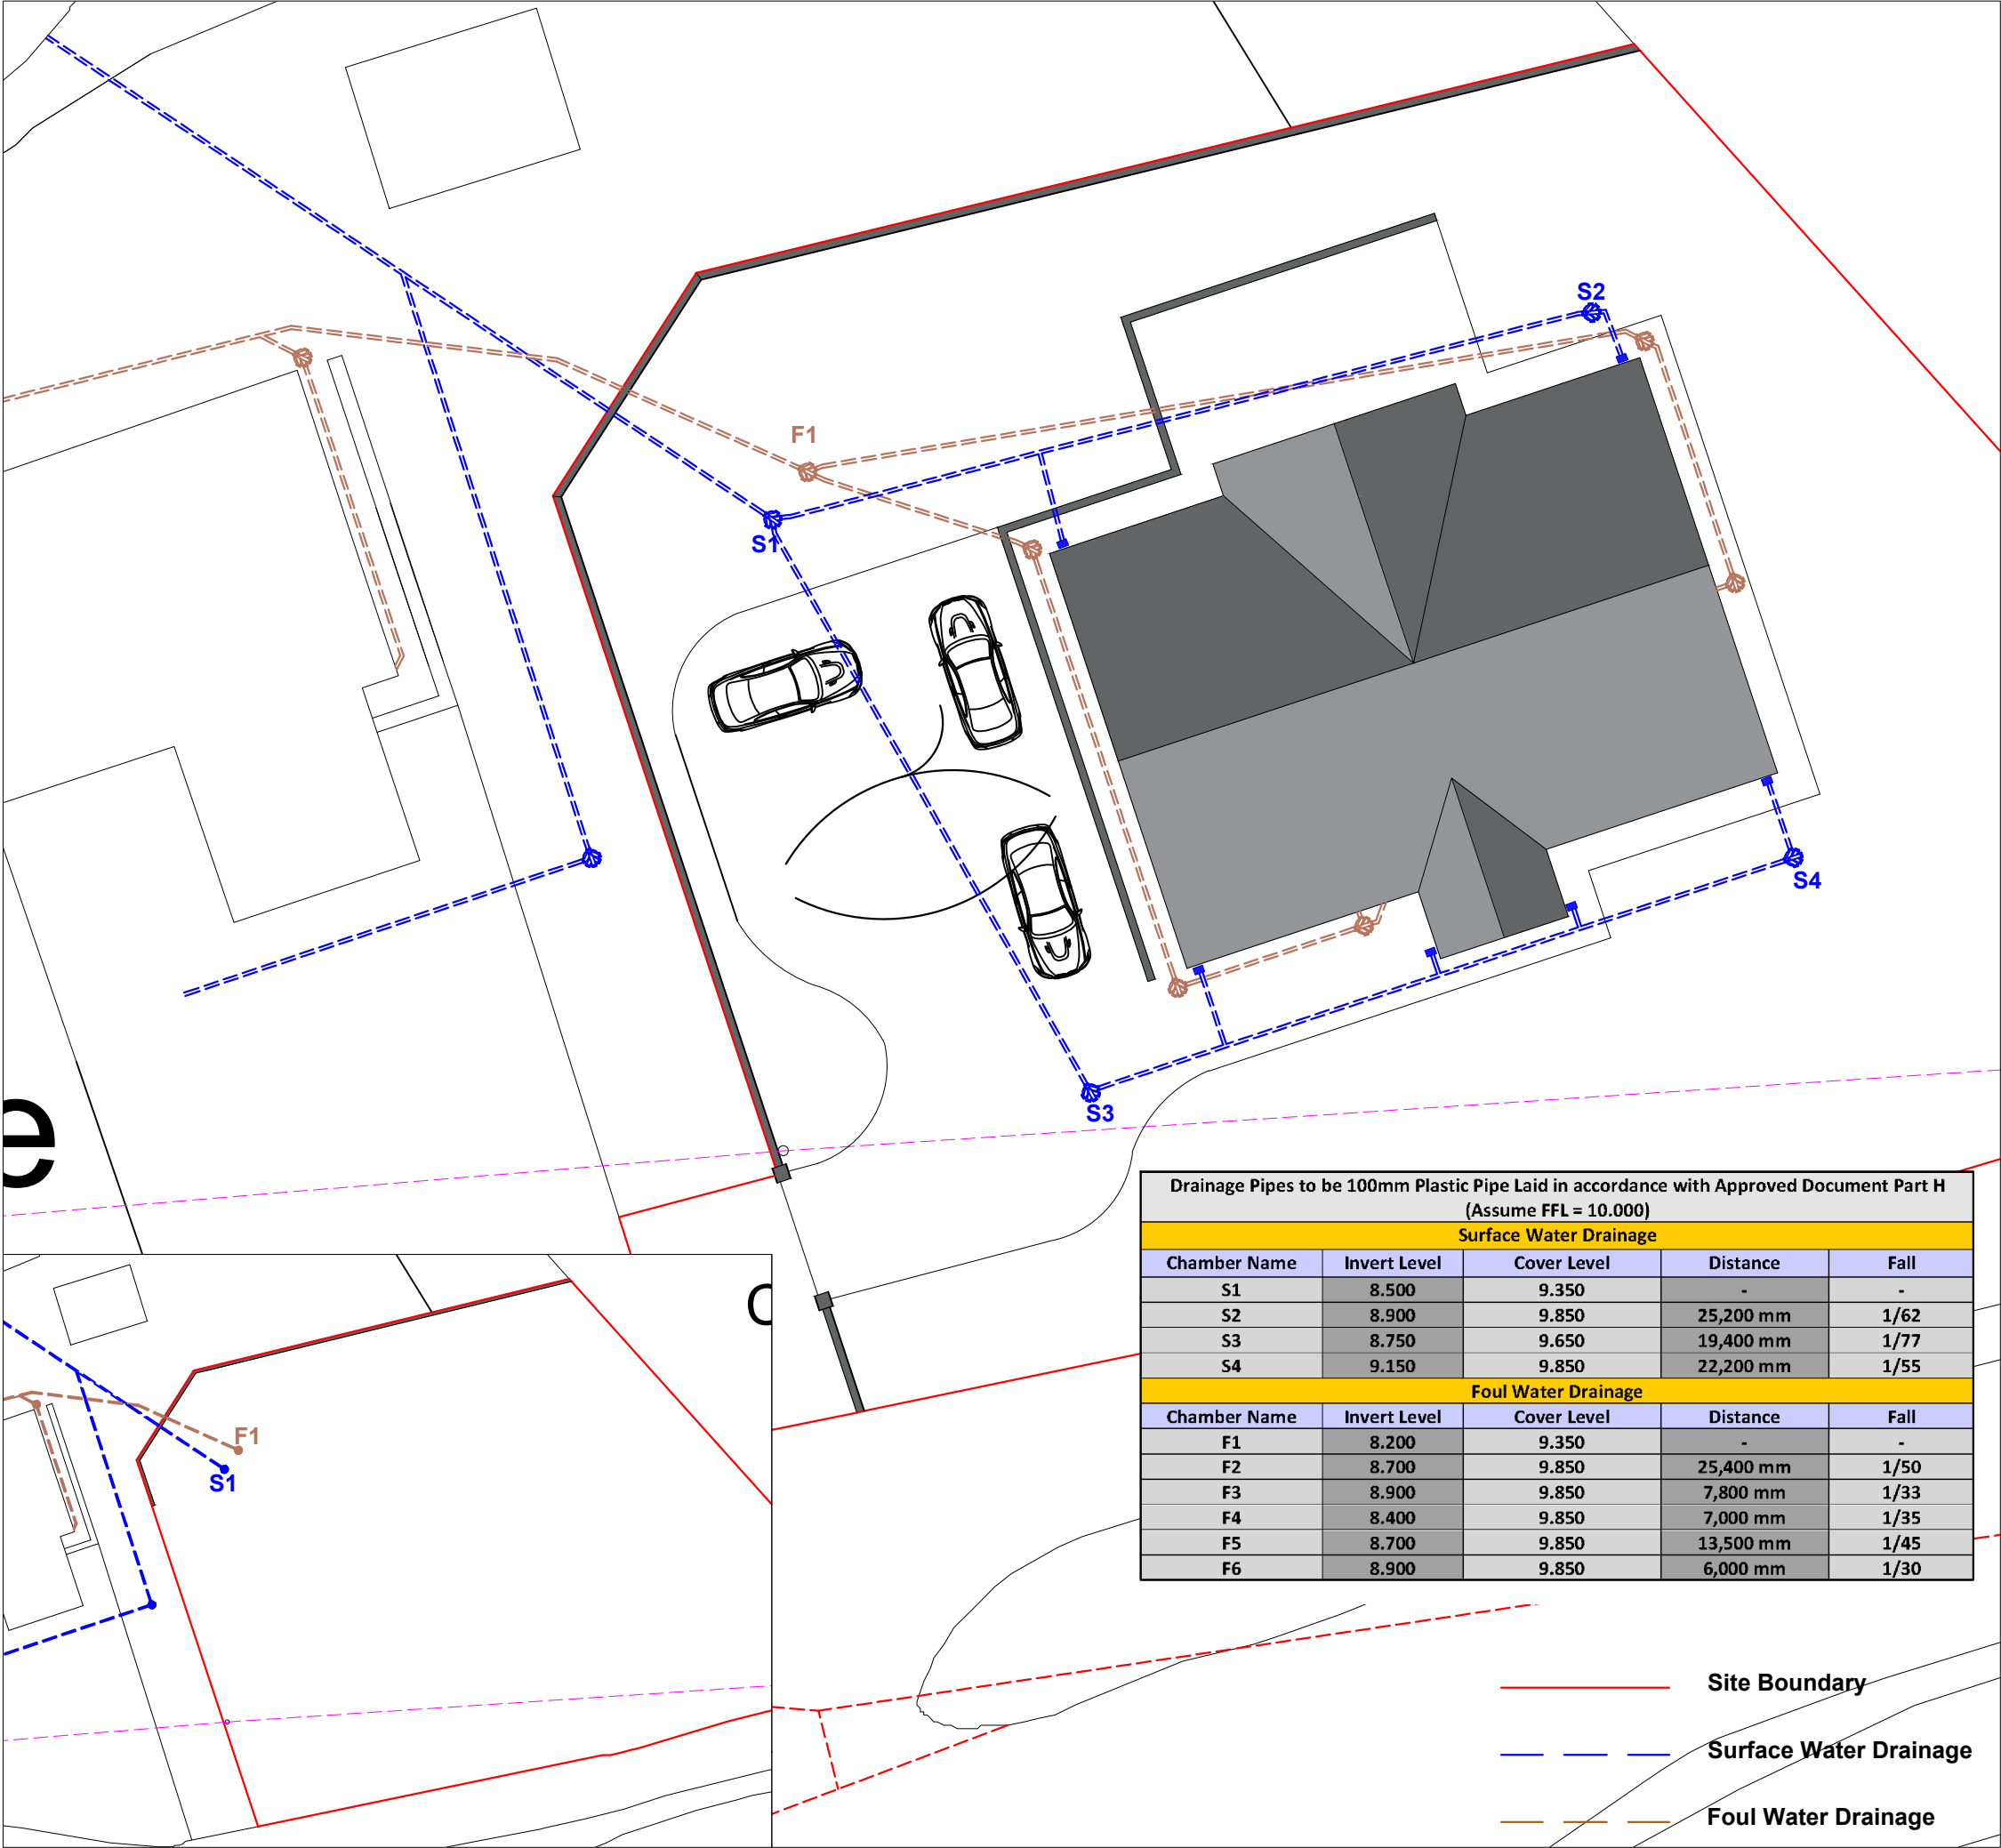 S2
F1
S1
S4
S3
e
Drainage Pipes to be 100mm Plastic Pipe Laid in accordance with Approved Document Part H
(Assume FFL = 10.000)
Surface Water Drainage
Chamber Name Invert Level Cover Level Distance Fall
S1 8.500 9.350 - -
S2 8.900 9.850 25,200 mm 1/62
S3 8.750 9.650 19,400 mm 1/77
S4 9.150 9.850 22,200 mm 1/55
Foul Water Drainage
Chamber Name Invert Level Cover Level Distance Fall
F1 8.200 9.350 - -
F2 8.700 9.850 25,400 mm 1/50
F3 8.900 9.850 7,800 mm 1/33
F4 8.400 9.850 7,000 mm 1/35
F5 8.700 9.850 13,500 mm 1/45
F6 8.900 9.850 6,000 mm 1/30
F1
S1
Site Boundary
Surface Water Drainage
Foul Water Drainage